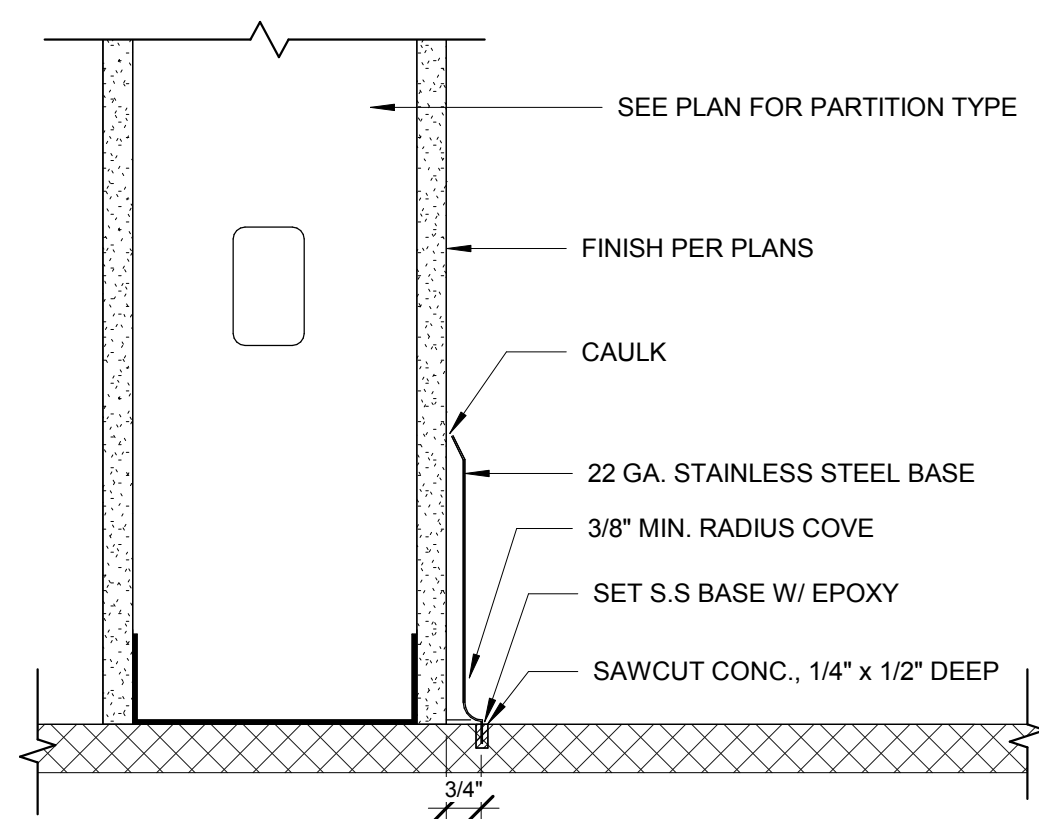 SEE PLAN FOR PARTITION TYPE
FINISH PER PLANS
CAULK
22 GA. STAINLESS STEEL BASE
3/8" MIN. RADIUS COVE
SET S.S BASE W/ EPOXY
SAWCUT CONC., 1/4" x 1/2" DEEP
3/4"